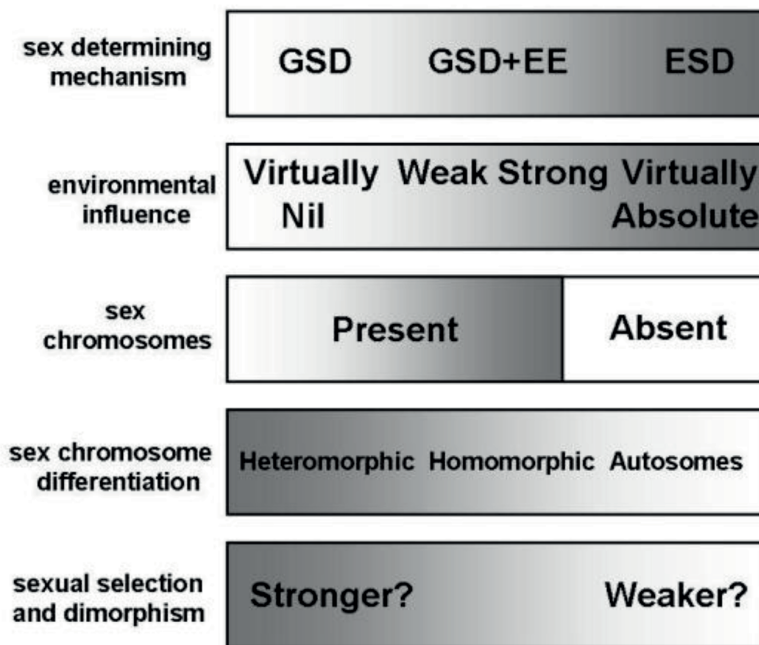 sex determining
mechanism
GSD GSD+EE ESD
environmental
influence
Virtually Weak Strong Virtually
Nil Absolute
sex
chromosomes
Present Absent
sex chromosome
differentiation
Heteromorphic Homomorphic Autosomes
sexual selection
and dimorphism
Stronger? Weaker?